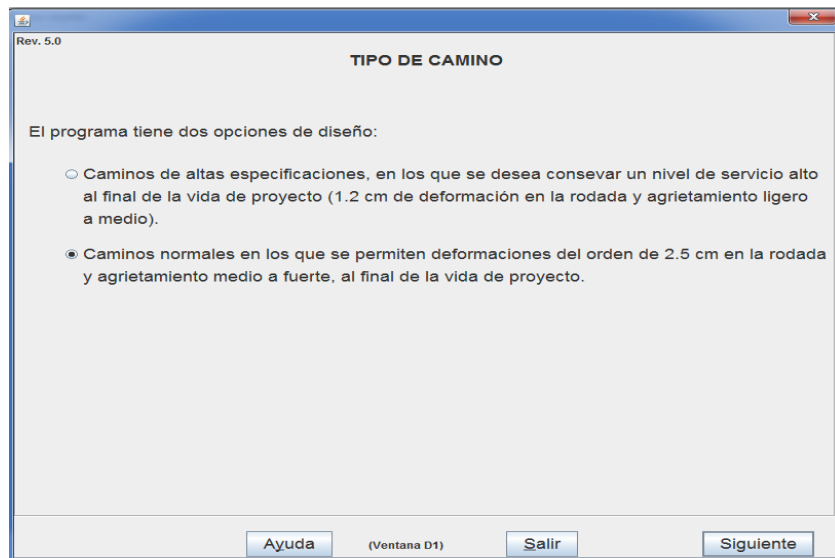 Rev. 5.0
TIPO DE CAMINO
El programa tiene dos opciones de diseño:
Caminos de altas especificaciones, en los que se desea consevar un nivel de servicio alto
al final de la vida de proyecto (1.2 cm de deformación en la rodada y agrietamiento ligero
a medio).
Caminos normales en los que se permiten deformaciones del orden de 2.5 cm en la rodada
y agrietamiento medio a fuerte, al final de la vida de proyecto.
Ayuda (Ventana D1) Salir Siguiente